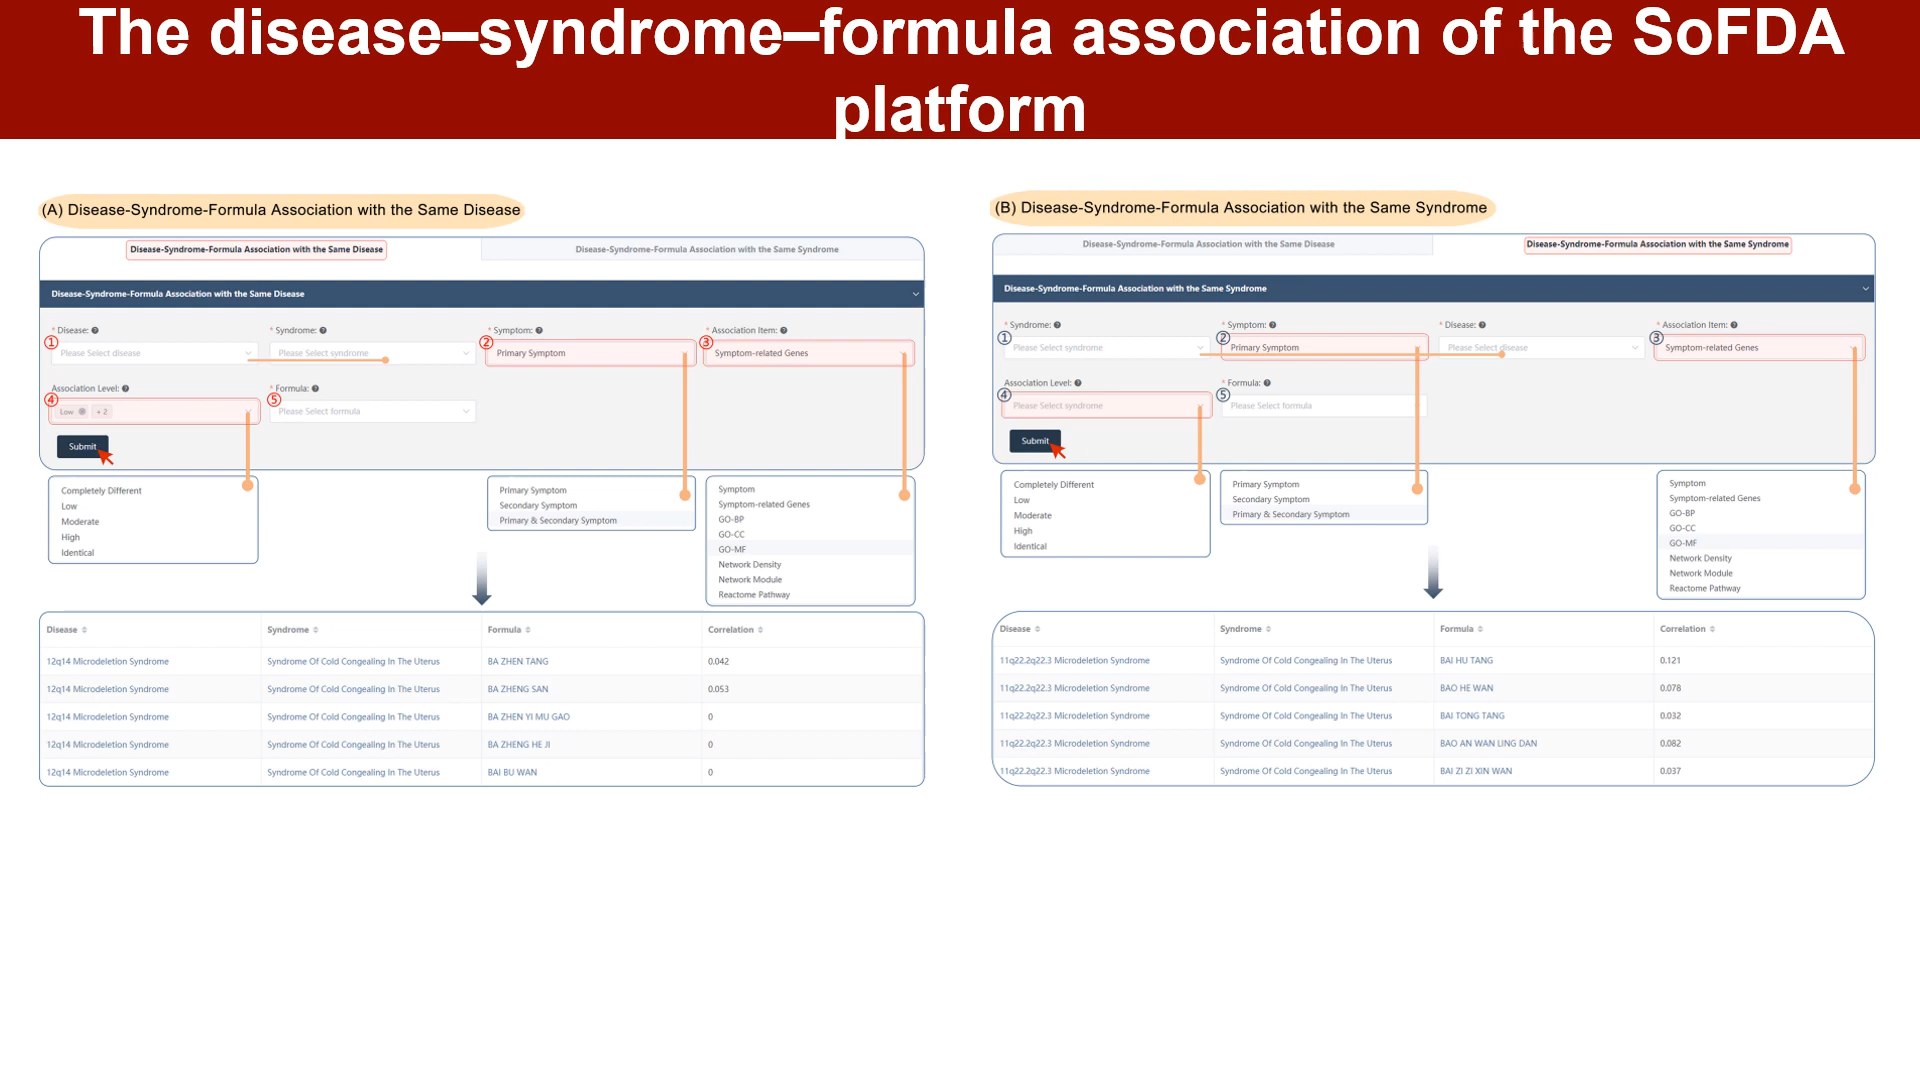 The disease–syndrome–formula association of the SoFDA
platform
(A) Disease-Syndrome-Formula Association with the Same Disease
Disease-Syndrome-Formula Association with the Same Disease
Disease-Syndrome-Formula Association with the Same Syndrome
Disease-Syndrome-Formula Association with the Same Disease
* Disease: ?
* Syndrome: ?
* Symptom: ?
* Association Item: ?
① Please Select disease
Please Select syndrome
② Primary Symptom
③ Symptom-related Genes
Association Level: ?
* Formula: ?
④ Low + 2
⑤ Please Select formula
Submit
Completely Different
Low
Moderate
High
Identical
Primary Symptom
Secondary Symptom
Primary & Secondary Symptom
Symptom
Symptom-related Genes
GO-BP
GO-CC
GO-MF
Network Density
Network Module
Reactome Pathway
Disease Syndrome Formula Correlation
12q14 Microdeletion Syndrome Syndrome Of Cold Congealing In The Uterus BA ZHEN TANG 0.042
12q14 Microdeletion Syndrome Syndrome Of Cold Congealing In The Uterus BA ZHENG SAN 0.053
12q14 Microdeletion Syndrome Syndrome Of Cold Congealing In The Uterus BA ZHEN YI MU GAO 0
12q14 Microdeletion Syndrome Syndrome Of Cold Congealing In The Uterus BA ZHENG HE JI 0
12q14 Microdeletion Syndrome Syndrome Of Cold Congealing In The Uterus BAI BU WAN 0
(B) Disease-Syndrome-Formula Association with the Same Syndrome
Disease-Syndrome-Formula Association with the Same Disease
Disease-Syndrome-Formula Association with the Same Syndrome
Disease-Syndrome-Formula Association with the Same Syndrome
* Syndrome: ?
* Symptom: ?
* Disease: ?
* Association Item: ?
① Please Select syndrome
② Primary Symptom
Please Select disease
③ Symptom-related Genes
Association Level: ?
* Formula: ?
④ Please Select syndrome
⑤ Please Select formula
Submit
Completely Different
Low
Moderate
High
Identical
Primary Symptom
Secondary Symptom
Primary & Secondary Symptom
Symptom
Symptom-related Genes
GO-BP
GO-CC
GO-MF
Network Density
Network Module
Reactome Pathway
Disease Syndrome Formula Correlation
11q22.2q22.3 Microdeletion Syndrome Syndrome Of Cold Congealing In The Uterus BAI HU TANG 0.121
11q22.2q22.3 Microdeletion Syndrome Syndrome Of Cold Congealing In The Uterus BAO HE WAN 0.078
11q22.2q22.3 Microdeletion Syndrome Syndrome Of Cold Congealing In The Uterus BAI TONG TANG 0.032
11q22.2q22.3 Microdeletion Syndrome Syndrome Of Cold Congealing In The Uterus BAO AN WAN LING DAN 0.082
11q22.2q22.3 Microdeletion Syndrome Syndrome Of Cold Congealing In The Uterus BAI ZI ZI XIN WAN 0.037